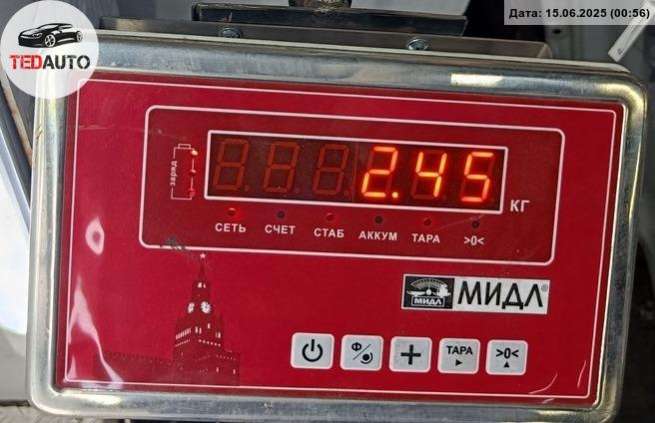 Дата: 15.06.2025 (00:56)
TEDAUTO
заряд
2.45
КГ
СЕТЬ СЧЕТ СТАБ АККУМ ТАРА >0<
МИДЛ МИДЛ®
Ф ТАРА >0<